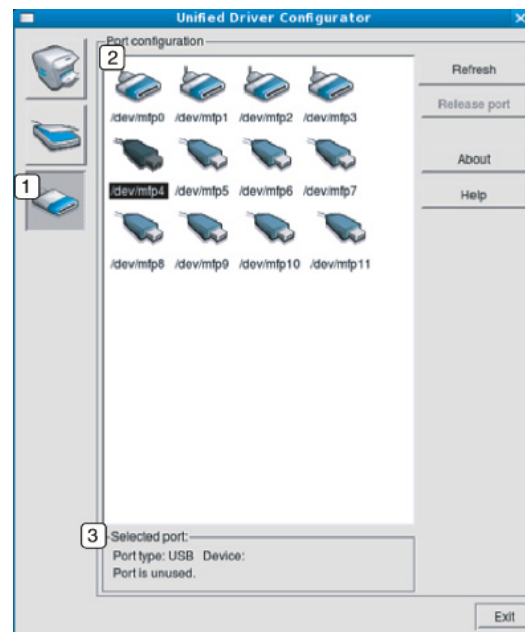 Unified Driver Configurator
Port configuration
2
/dev/mfp0 /dev/mfp1 /dev/mfp2 /dev/mfp3
1
/dev/mfp4 /dev/mfp5 /dev/mfp6 /dev/mfp7
/dev/mfp8 /dev/mfp9 /dev/mfp10 /dev/mfp11
Refresh
Release port
About
Help
3
Selected port:
Port type: USB Device:
Port is unused.
Exit